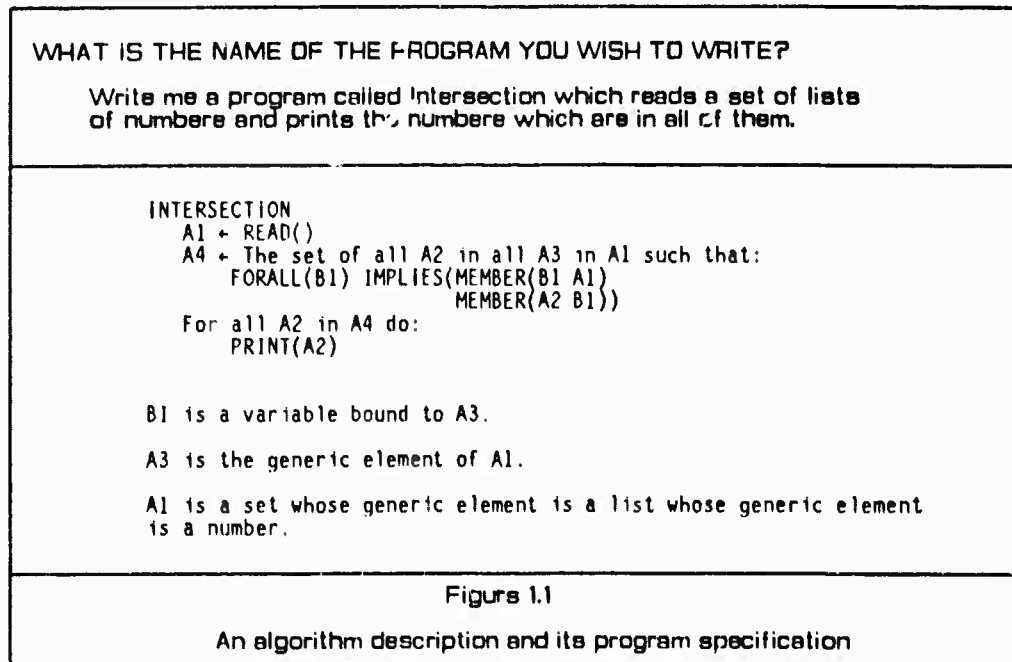 WHAT IS THE NAME OF THE PROGRAM YOU WISH TO WRITE?
Write me a program called Intersection which reads a set of lists
of numbers and prints the numbers which are in all of them.
INTERSECTION
A1 ← READ()
A4 ← The set of all A2 in all A3 in A1 such that:
FORALL(B1) IMPLIES(MEMBER(B1 A1)
MEMBER(A2 B1))
For all A2 in A4 do:
PRINT(A2)
B1 is a variable bound to A3.
A3 is the generic element of A1.
A1 is a set whose generic element is a list whose generic element
is a number.
Figure 1.1
An algorithm description and its program specification